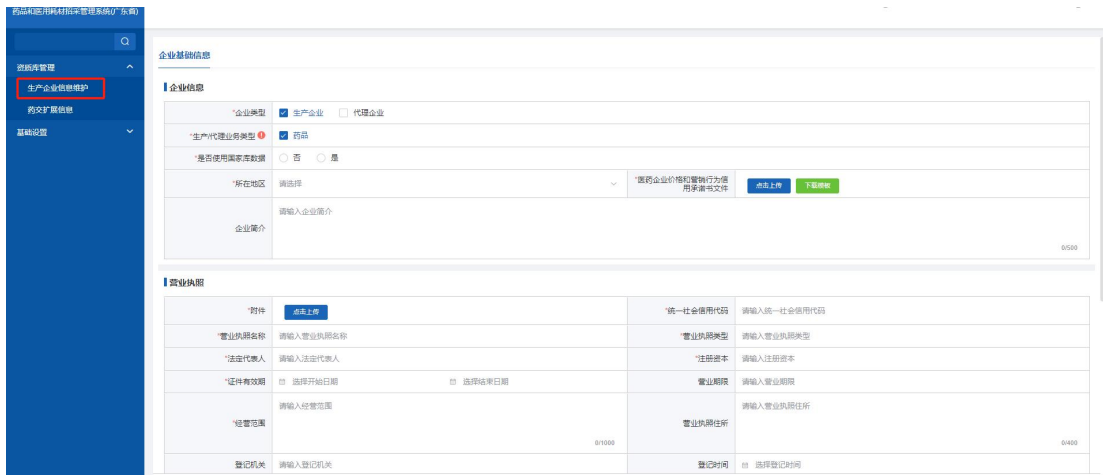 药品和医用耗材招采管理系统(广东省)
资质库管理
生产企业信息维护
药交扩展信息
基础设置
企业基础信息
企业信息
*企业类型 生产企业 代理企业
*生产/代理业务类型 药品
*是否使用国家库数据 否 是
*所在地区 请选择 *医药企业价格和营销行为信
用承诺书文件 点击上传 下载模板
企业简介 请输入企业简介
0/500
营业执照
*附件 点击上传 *统一社会信用代码 请输入统一社会信用代码
*营业执照名称 请输入营业执照名称 *营业执照类型 请输入营业执照类型
*法定代表人 请输入法定代表人 *注册资本 请输入注册资本
*证件有效期 选择开始日期 选择结束日期 营业期限 请输入营业期限
*经营范围 请输入经营范围 营业执照住所 请输入营业执照住所
0/1000 0/400
登记机关 请输入登记机关 登记时间 选择登记时间